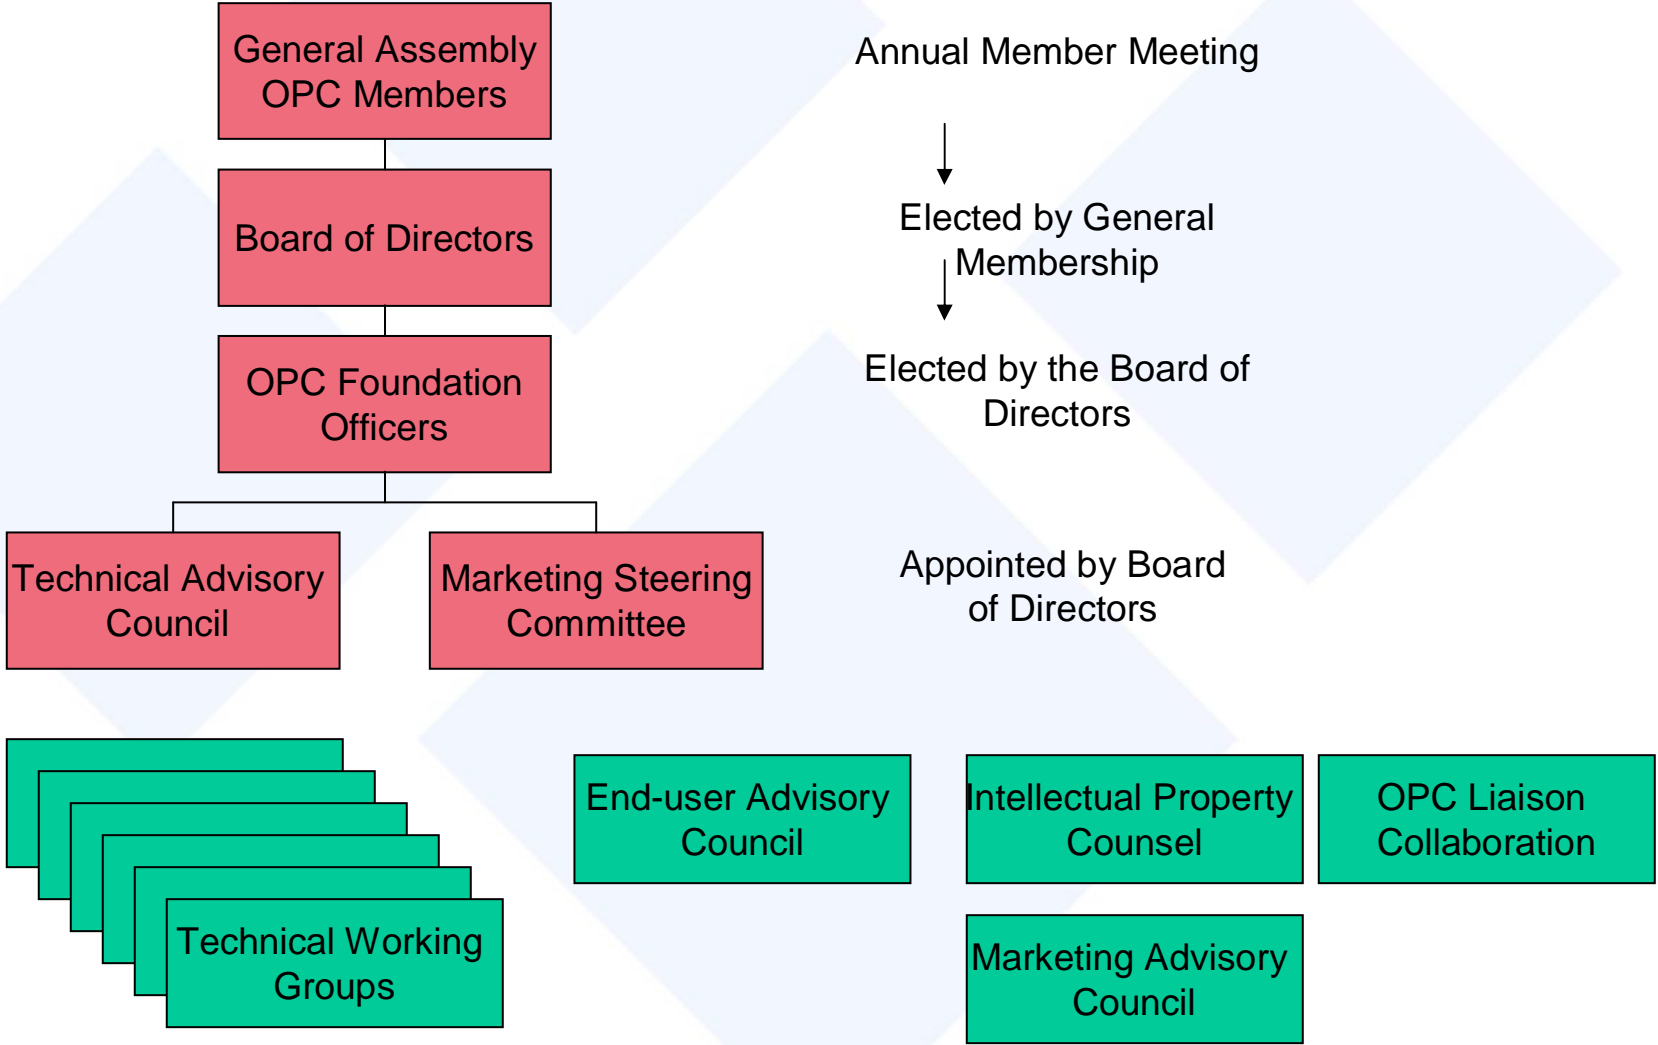 General Assembly
OPC Members
Annual Member Meeting
Board of Directors
Elected by General
Membership
OPC Foundation
Officers
Elected by the Board of
Directors
Technical Advisory
Council
Marketing Steering
Committee
Appointed by Board
of Directors
End-user Advisory
Council
Intellectual Property
Counsel
OPC Liaison
Collaboration
Technical Working
Groups
Marketing Advisory
Council